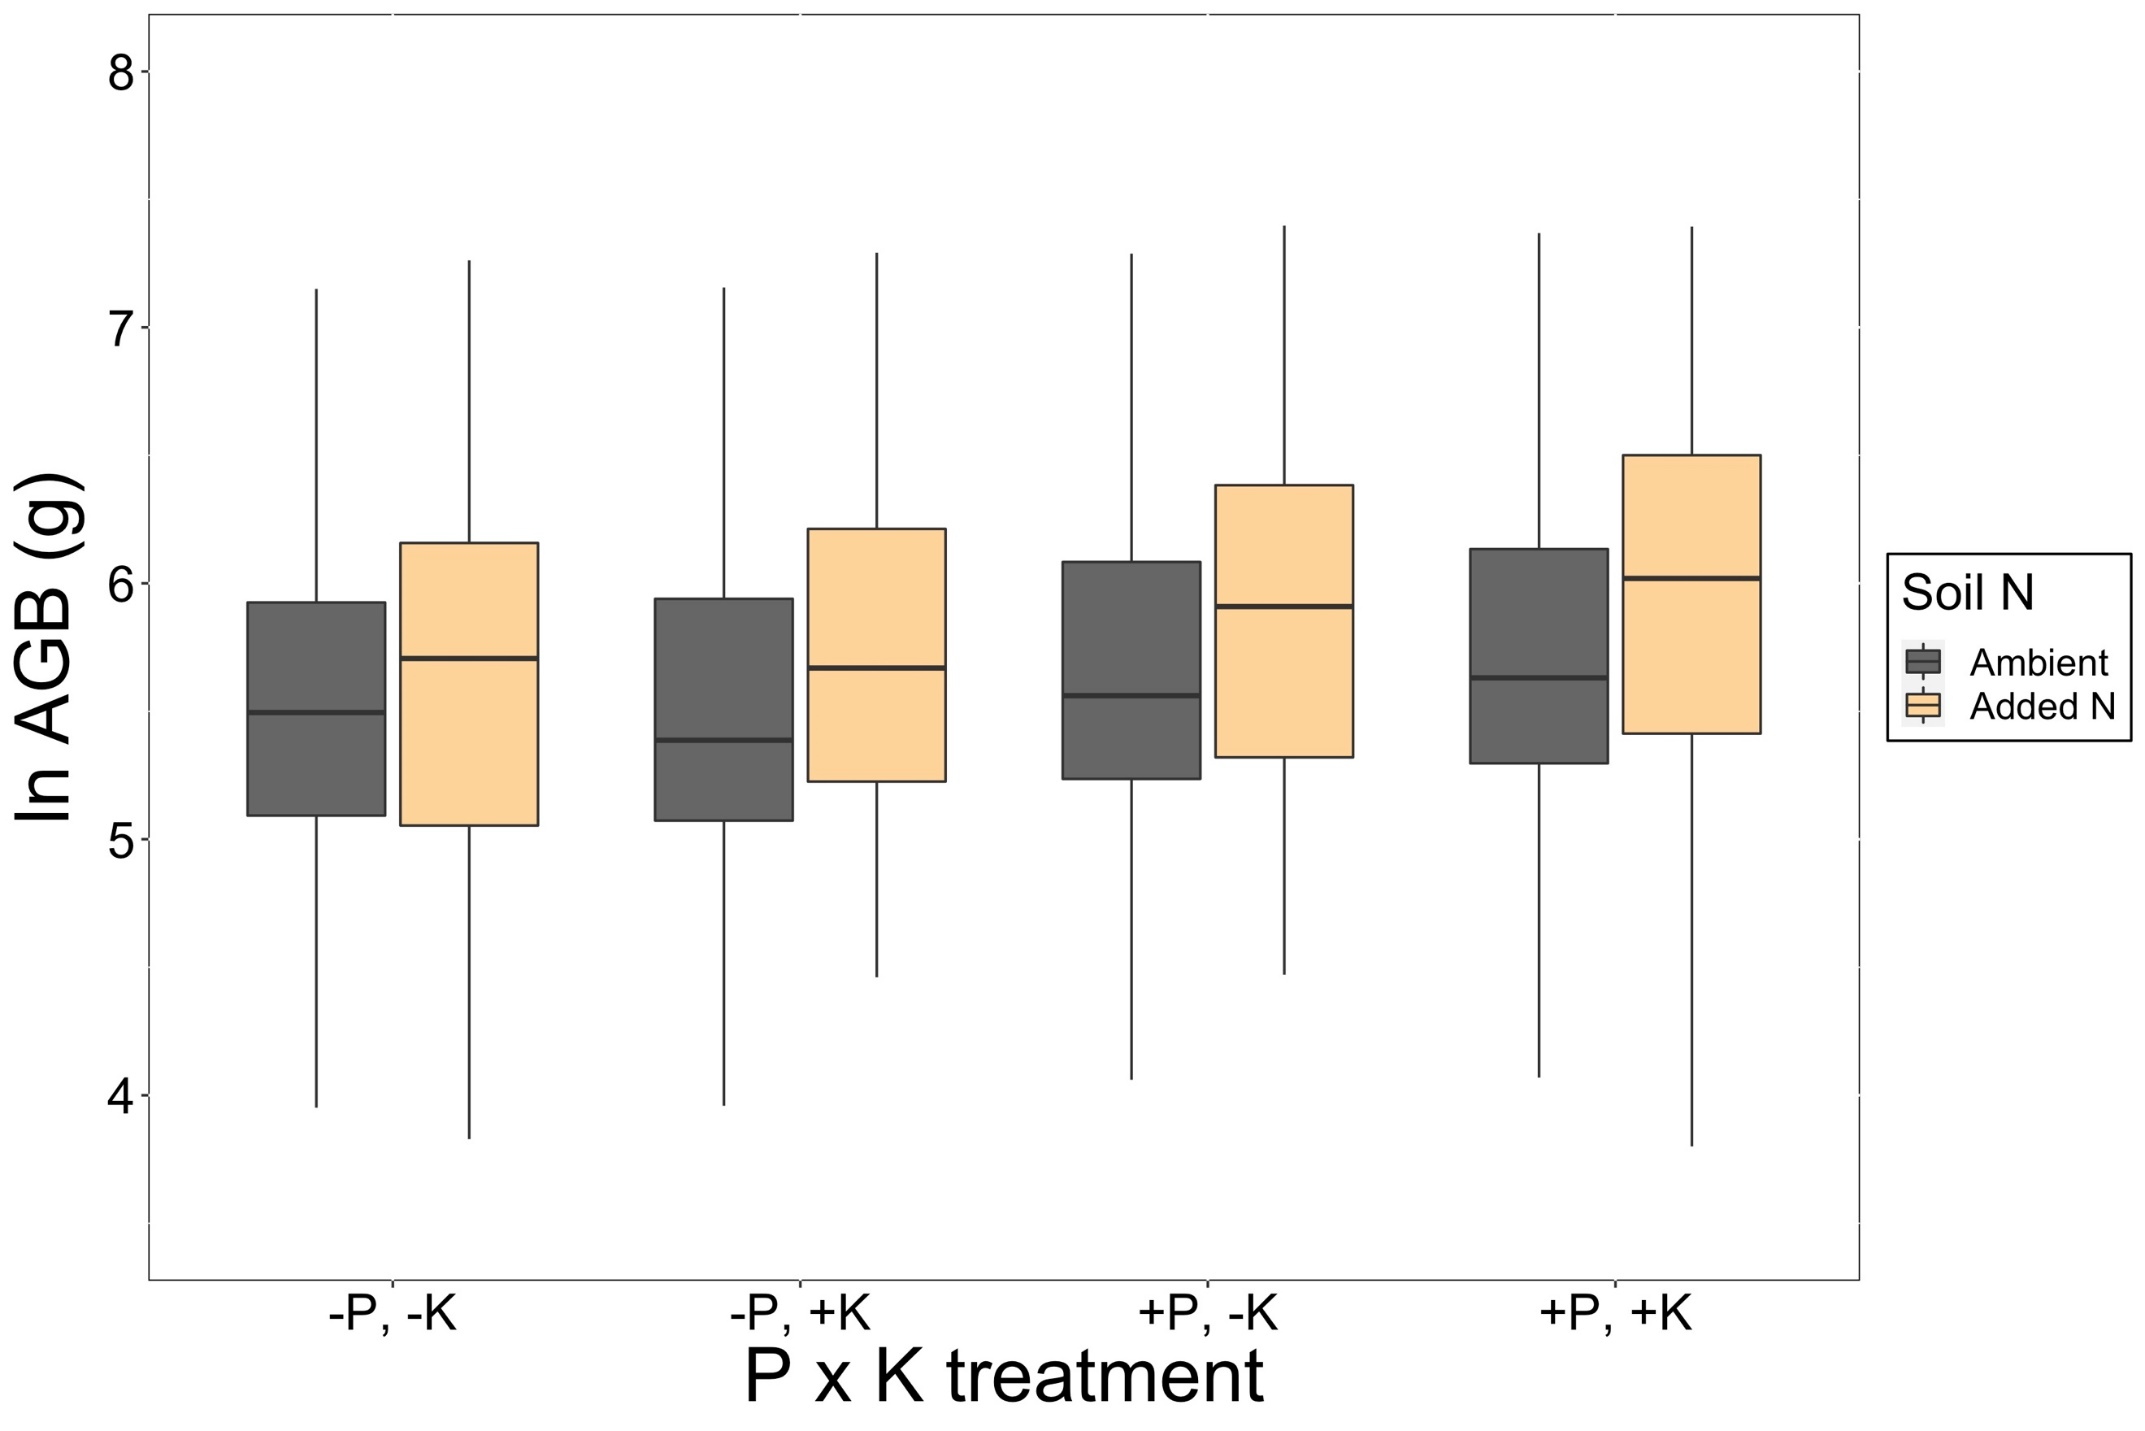 ln AGB (g)
8
7
6
5
4
-P, -K
-P, +K
+P, -K
+P, +K
P x K treatment
Soil N
Ambient
Added N